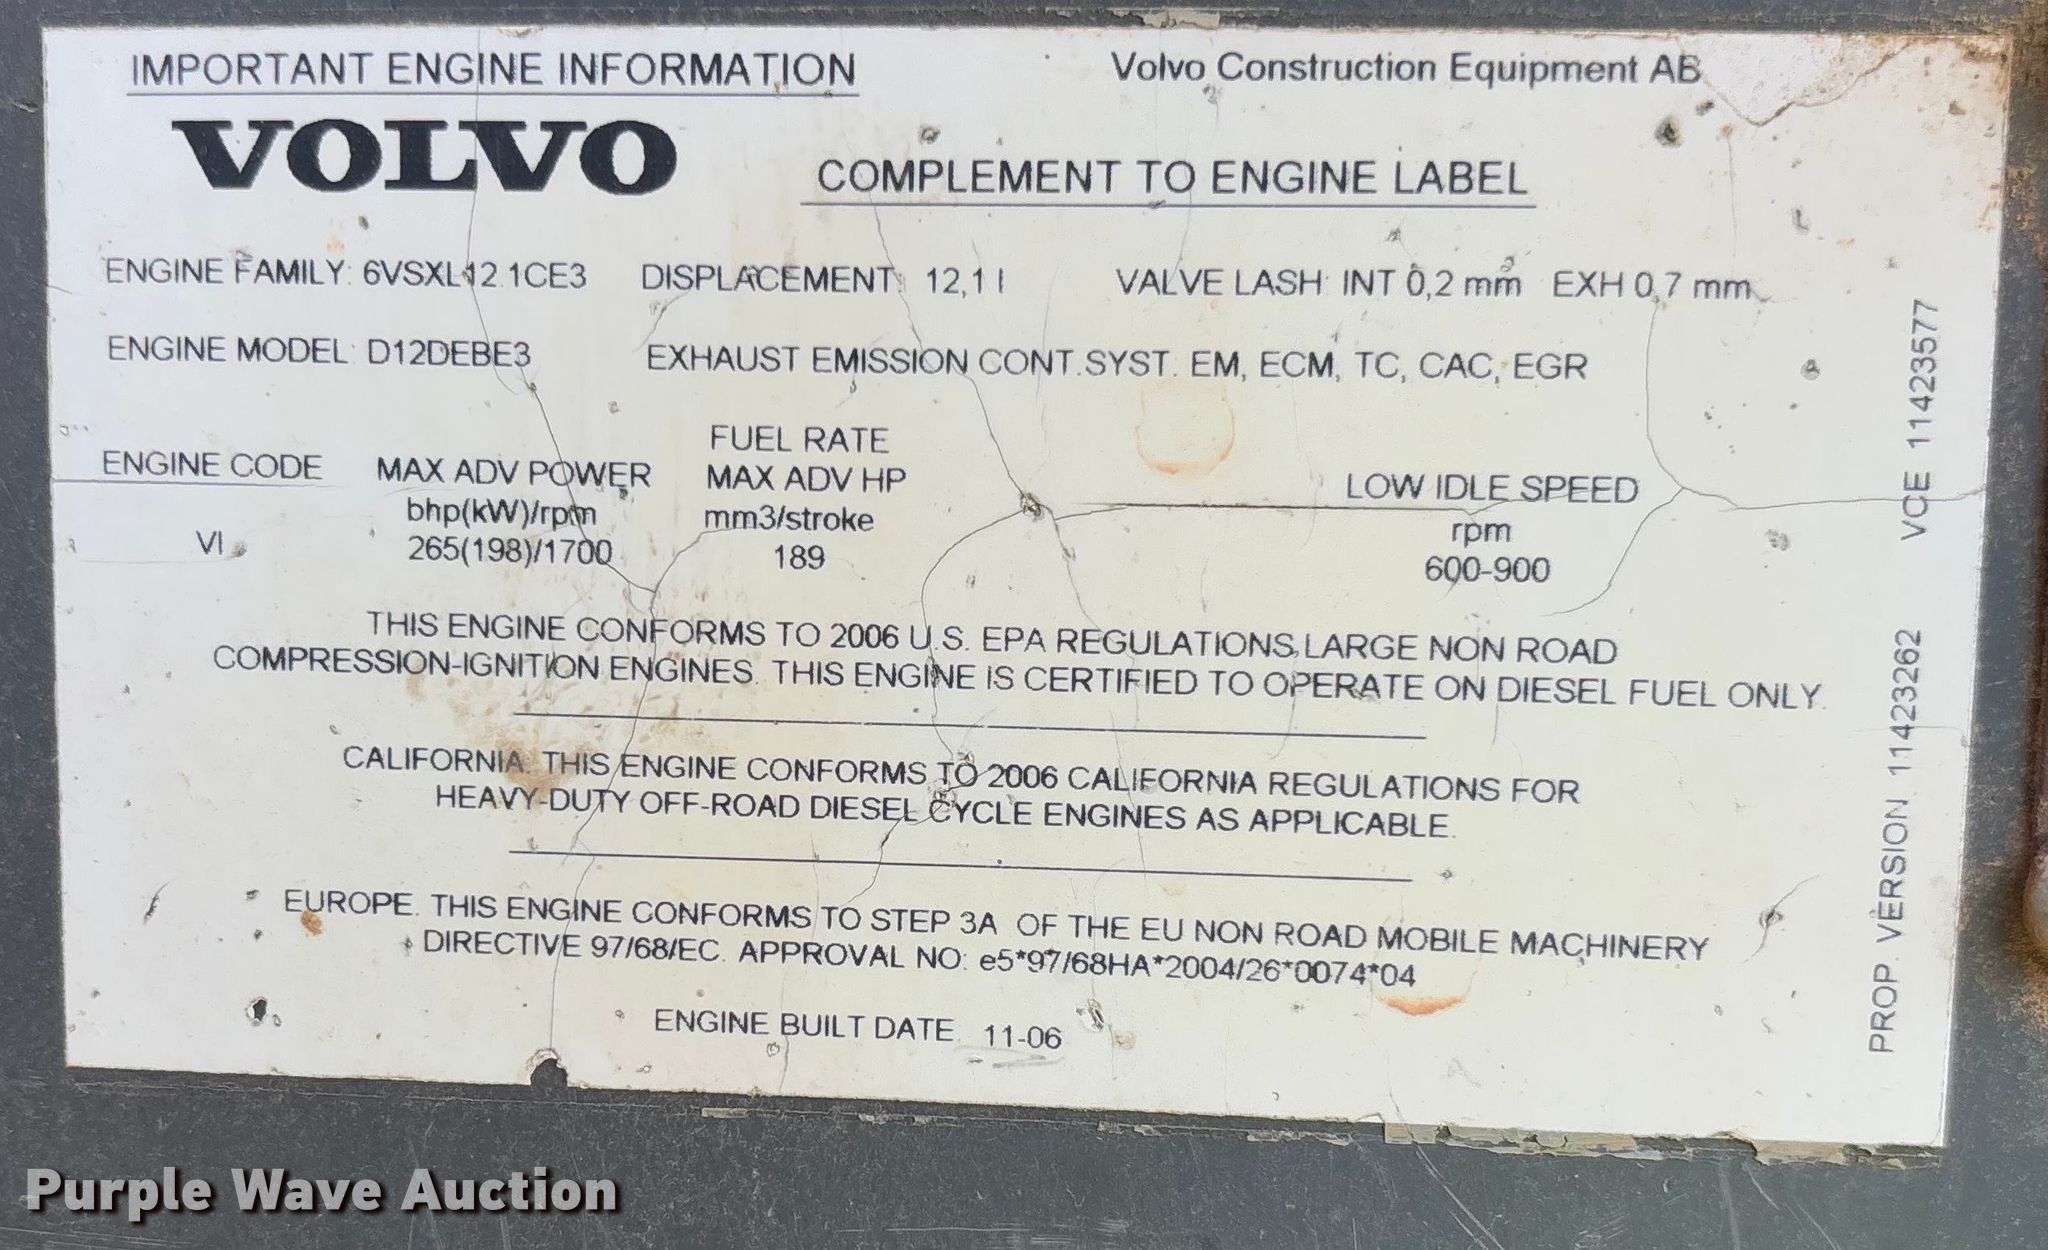 IMPORTANT ENGINE INFORMATION
Volvo Construction Equipment AB
VOLVO
COMPLEMENT TO ENGINE LABEL
ENGINE FAMILY: 6VSXL12.1CE3 DISPLACEMENT: 12,1 l VALVE LASH: INT 0,2 mm EXH 0,7 mm
ENGINE MODEL: D12DEBE3 EXHAUST EMISSION CONT.SYST. EM, ECM, TC, CAC, EGR
FUEL RATE
ENGINE CODE MAX ADV POWER MAX ADV HP LOW IDLE SPEED
bhp(kW)/rpm mm3/stroke rpm
VI 265(198)/1700 189 600-900
THIS ENGINE CONFORMS TO 2006 U.S. EPA REGULATIONS, LARGE NON ROAD
COMPRESSION-IGNITION ENGINES. THIS ENGINE IS CERTIFIED TO OPERATE ON DIESEL FUEL ONLY.
CALIFORNIA. THIS ENGINE CONFORMS TO 2006 CALIFORNIA REGULATIONS FOR
HEAVY-DUTY OFF-ROAD DIESEL CYCLE ENGINES AS APPLICABLE.
EUROPE. THIS ENGINE CONFORMS TO STEP 3A OF THE EU NON ROAD MOBILE MACHINERY
DIRECTIVE 97/68/EC. APPROVAL NO: e5*97/68HA*2004/26*0074*04
ENGINE BUILT DATE. 11-06
PROP. VERSION 11423262 VCE 11423577
Purple Wave Auction